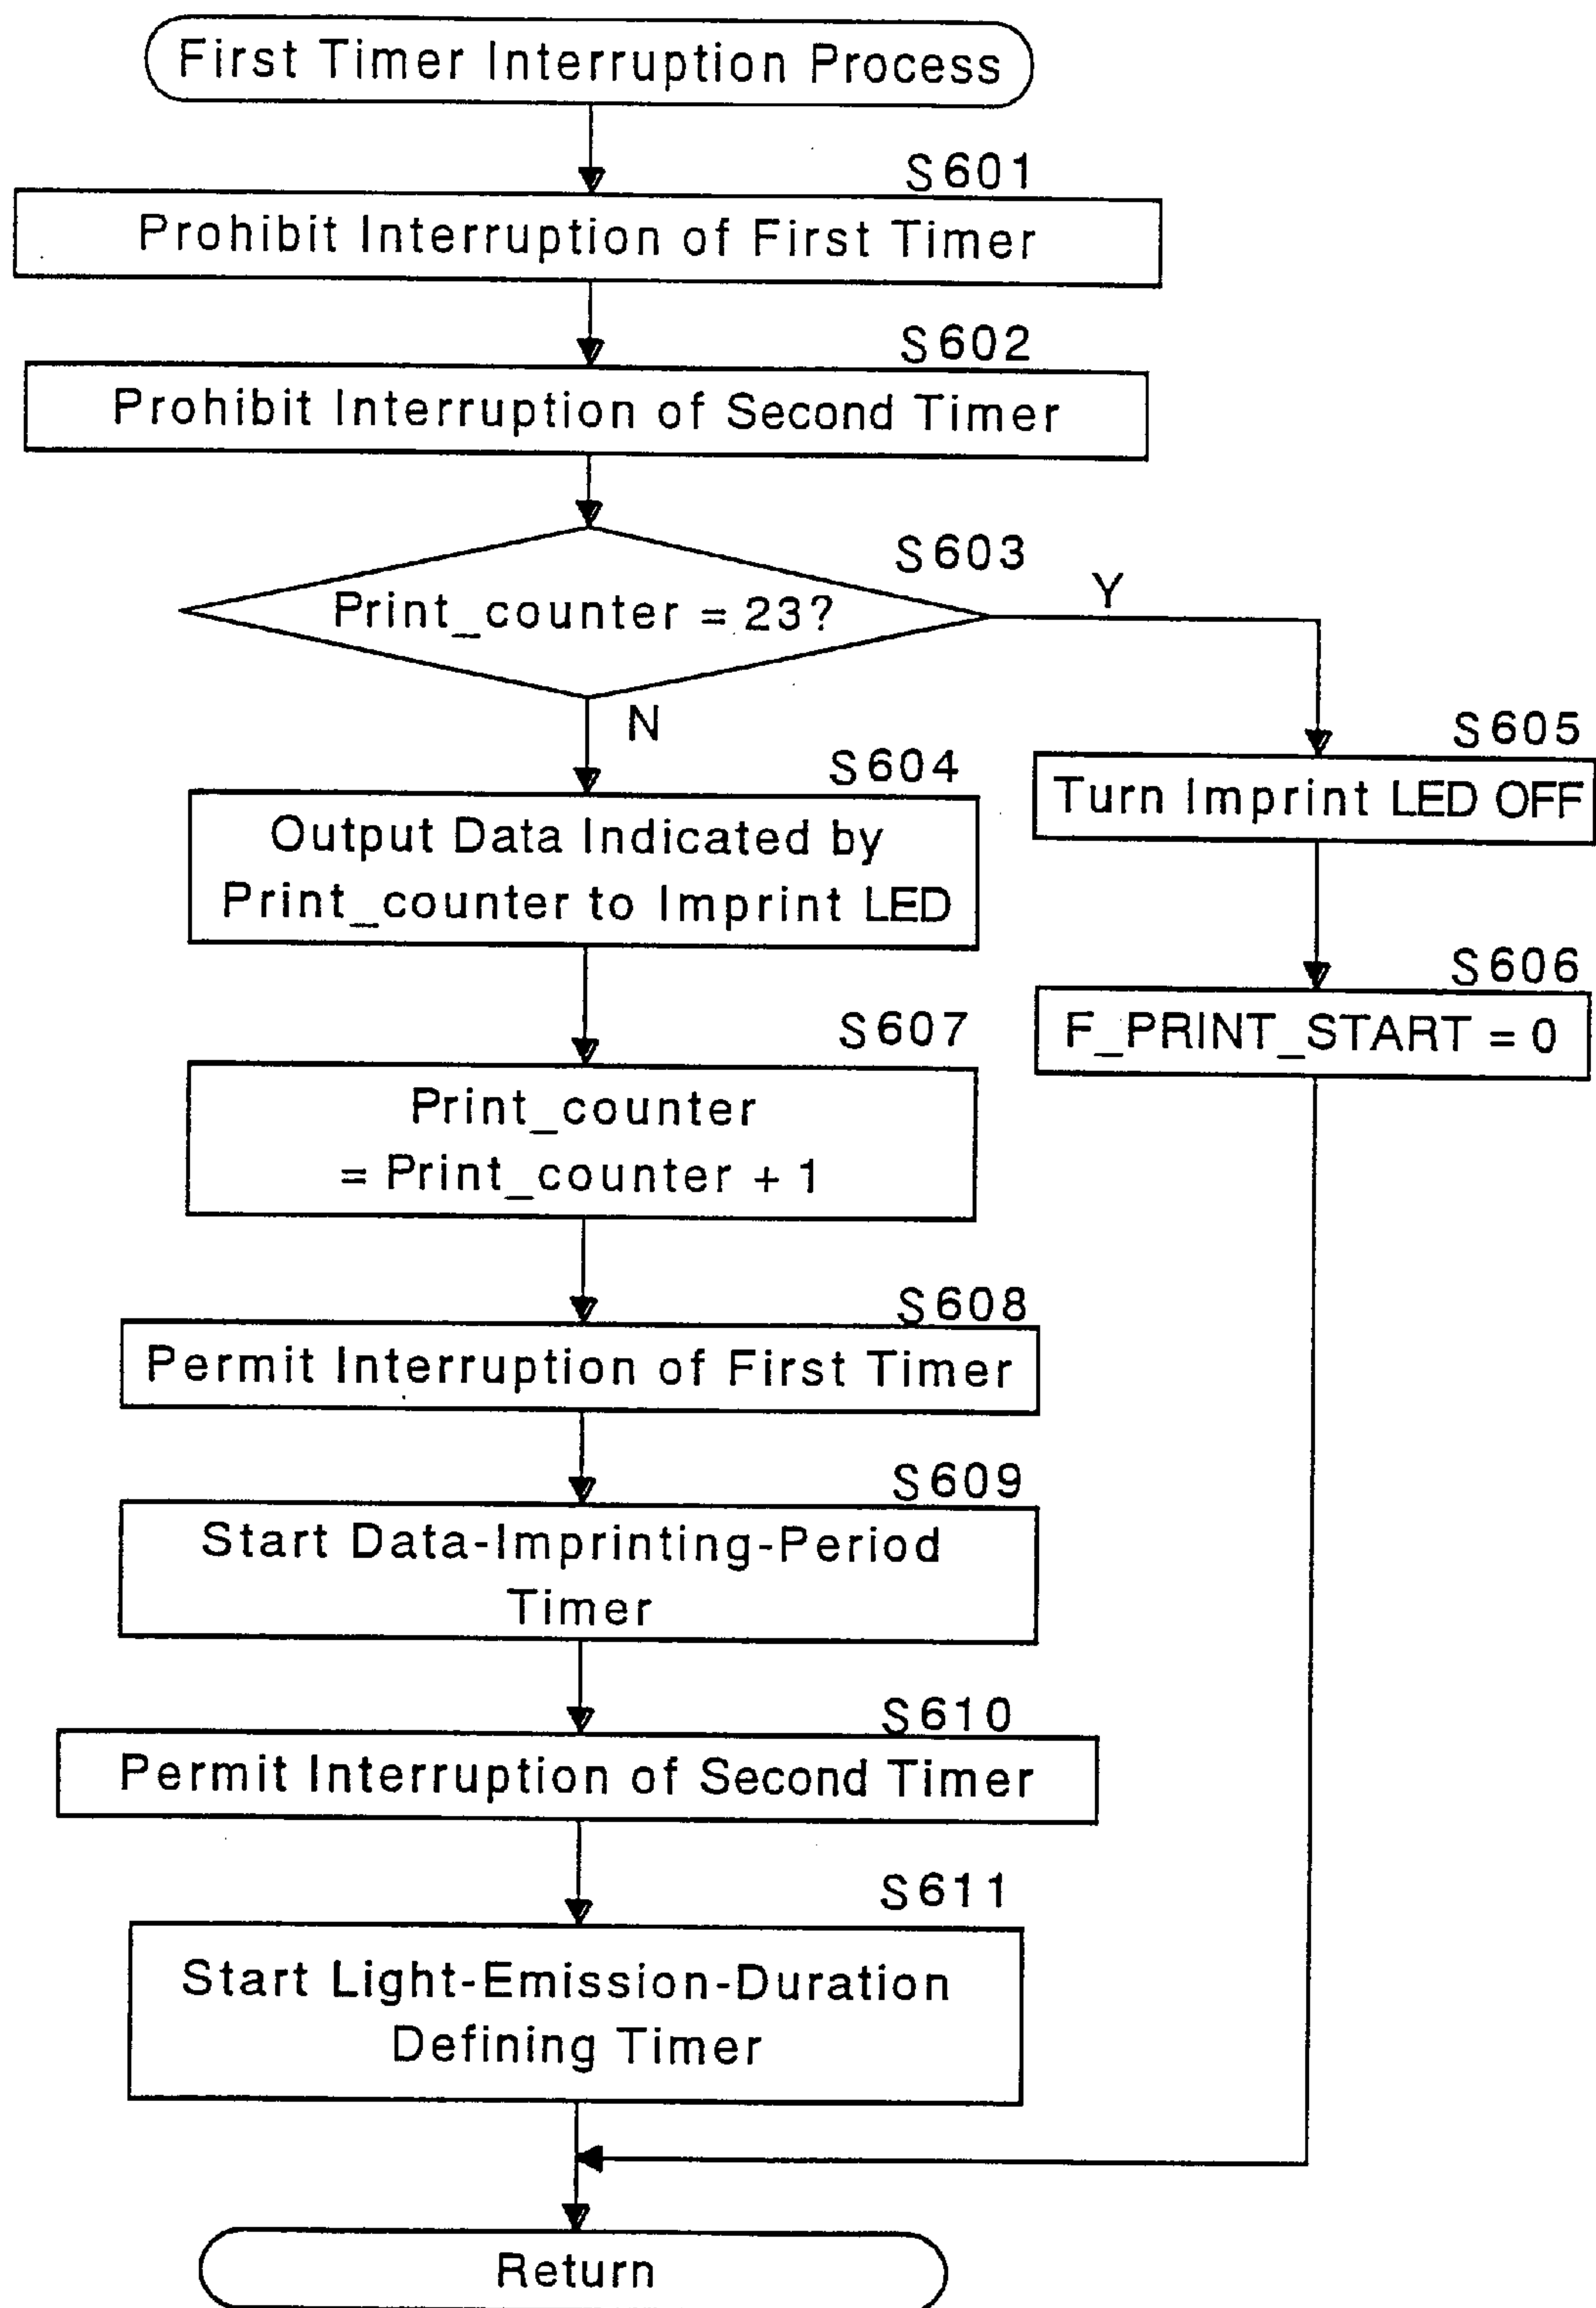 First Timer Interruption Process
S601
Prohibit Interruption of First Timer
S602
Prohibit Interruption of Second Timer
S603
Print_counter = 23?
Y
N
S604
Output Data Indicated by
Print_counter to Imprint LED
S605
Turn Imprint LED OFF
S606
F_PRINT_START = 0
S607
Print_counter
= Print_counter + 1
S608
Permit Interruption of First Timer
S609
Start Data-Imprinting-Period
Timer
S610
Permit Interruption of Second Timer
S611
Start Light-Emission-Duration
Defining Timer
Return